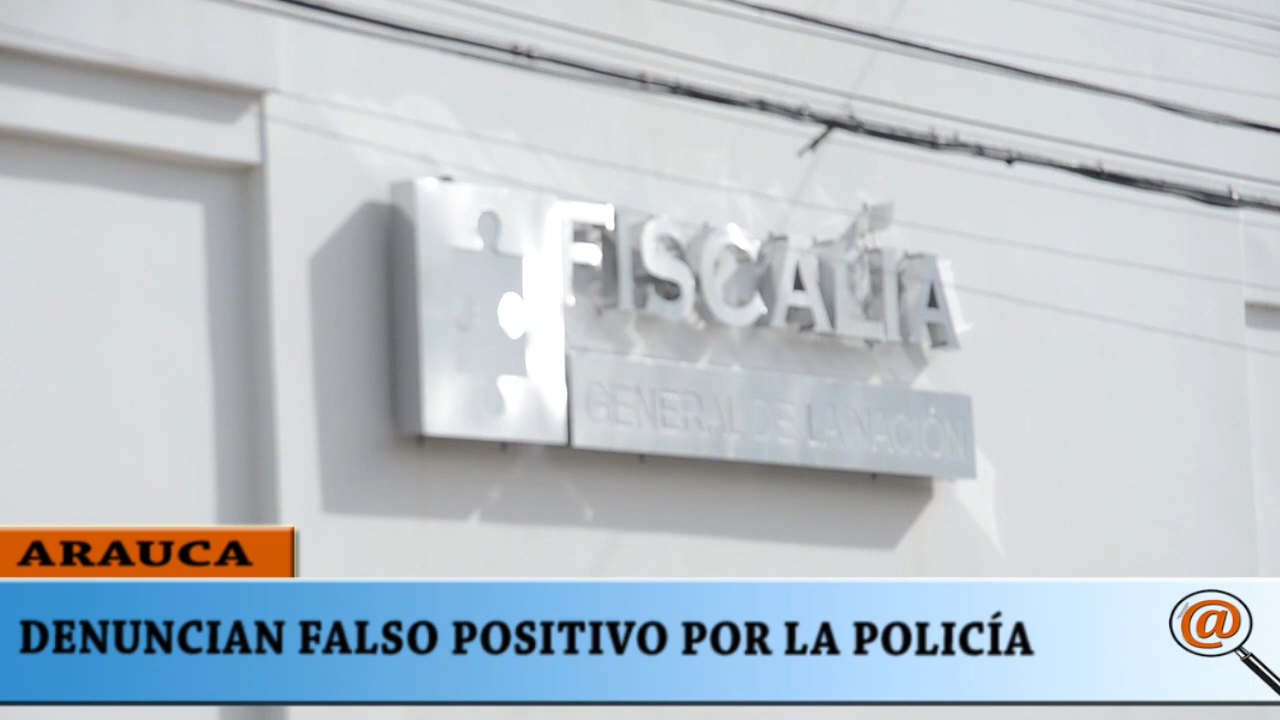 FISCALÍA
GENERAL DE LA NACIÓN
ARAUCA
DENUNCIAN FALSO POSITIVO POR LA POLICÍA
@